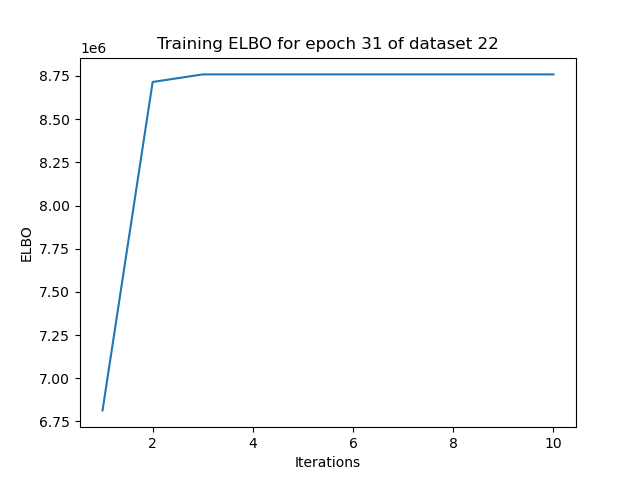 Training ELBO for epoch 31 of dataset 22
1e6
8.75
8.50
8.25
8.00
7.75
7.50
7.25
7.00
6.75
ELBO
2 4 6 8 10
Iterations